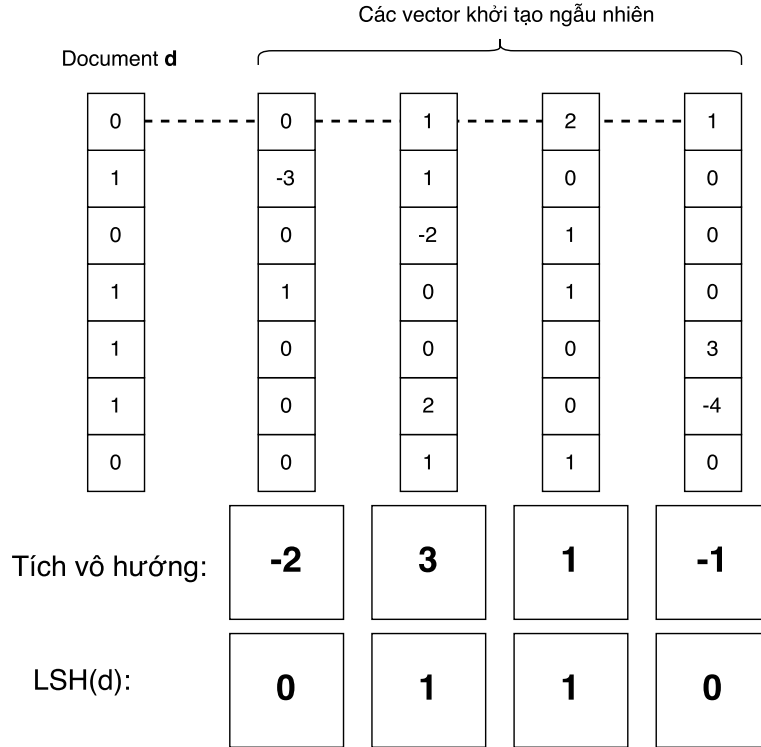 Các vector khởi tạo ngẫu nhiên
Document d
0 0 1 2 1
1 -3 1 0 0
0 0 -2 1 0
1 1 0 1 0
1 0 0 0 3
1 0 2 0 -4
0 0 1 1 0
Tích vô hướng: -2 3 1 -1
LSH(d): 0 1 1 0